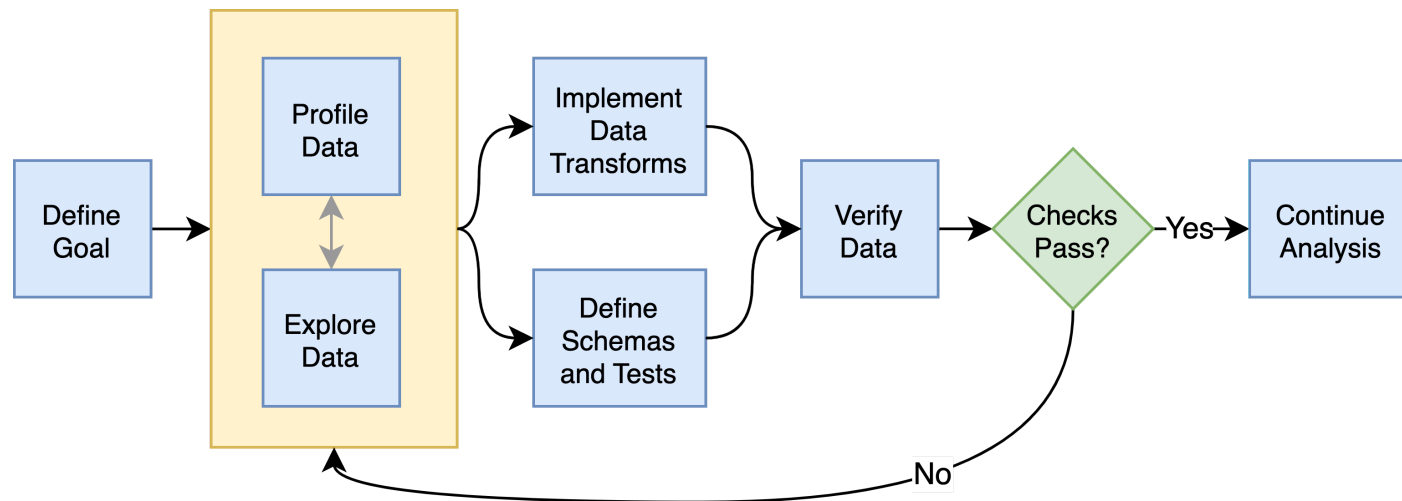 Define
Goal
Profile
Data
Explore
Data
Implement
Data
Transforms
Define
Schemas
and Tests
Verify
Data
Checks
Pass?
Yes
No
Continue
Analysis